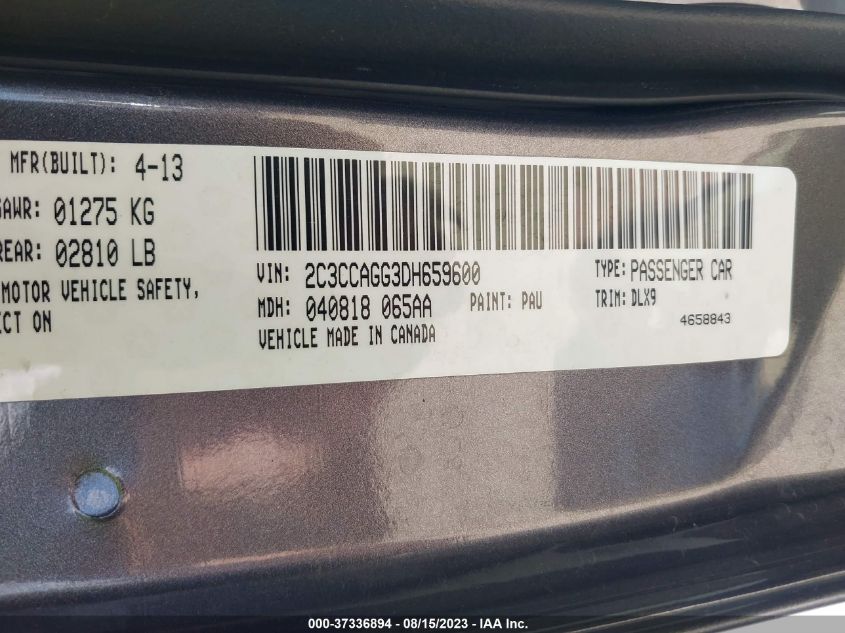 MFR(BUILT): 4-13
GAWR: 01275 KG
REAR: 02810 LB
MOTOR VEHICLE SAFETY,
ECT ON
VIN: 2C3CCAGG3DH659600
TYPE: PASSENGER CAR
MDH: 040818 065AA
PAINT: PAU
TRIM: DLX9
VEHICLE MADE IN CANADA
4658843
000-37336894 - 08/15/2023 - IAA Inc.